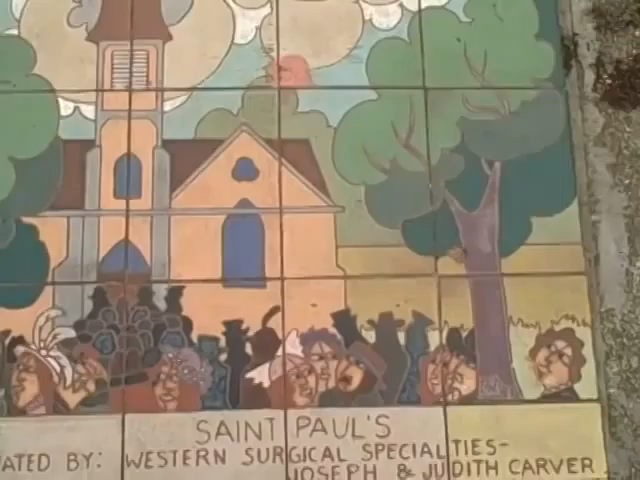 SAINT PAUL'S
ATED BY: WESTERN SURGICAL SPECIALTIES-
JOSEPH & JUDITH CARVER